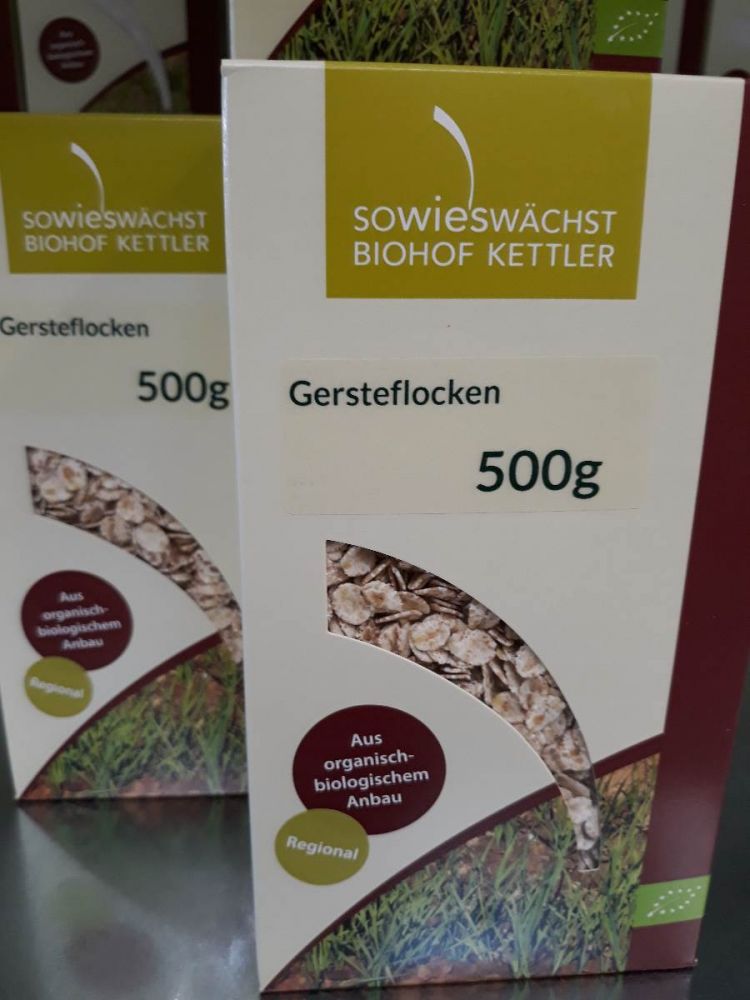 SOWIESWÄCHST
BIOHOF KETTLER
Gersteflocken
500g
Aus
organisch-
biologischem
Anbau
Regional
SOWIESWÄCHST
BIOHOF KETTLER
Gersteflocken
500g
Aus
organisch-
biologischem
Anbau
Regional